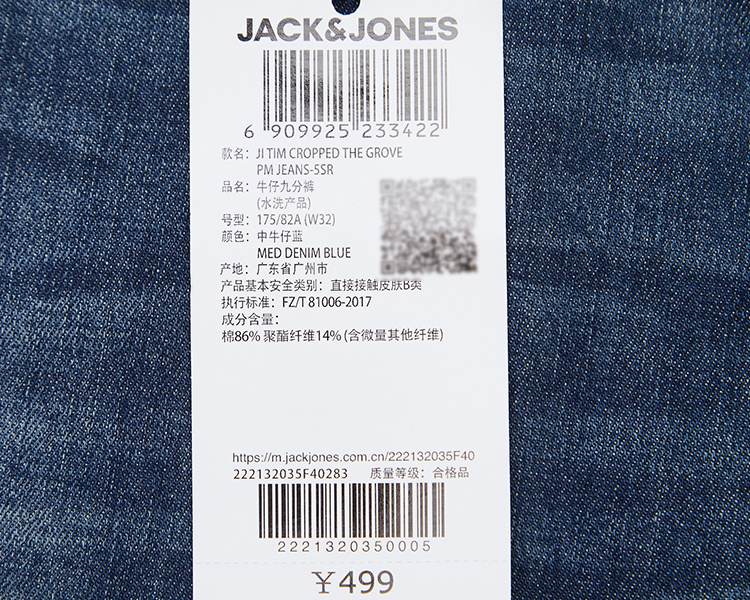 JACK&JONES
6 909925 233422
款名：JI TIM CROPPED THE GROVE
PM JEANS-5SR
品名：牛仔九分裤
(水洗产品)
号型：175/82A (W32)
颜色：中牛仔蓝
MED DENIM BLUE
产地：广东省广州市
产品基本安全类别：直接接触皮肤B类
执行标准：FZ/T 81006-2017
成分含量：
棉86% 聚酯纤维14% (含微量其他纤维)
https://m.jackjones.com.cn/222132035F40
222132035F40283 质量等级：合格品
2221320350005
￥499